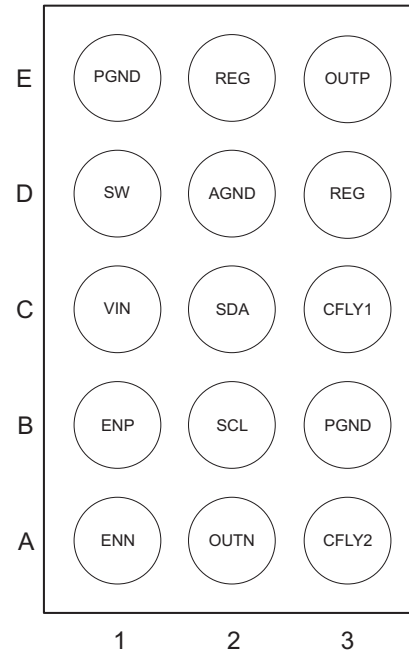 E PGND REG OUTP
D SW AGND REG
C VIN SDA CFLY1
B ENP SCL PGND
A ENN OUTN CFLY2
1 2 3